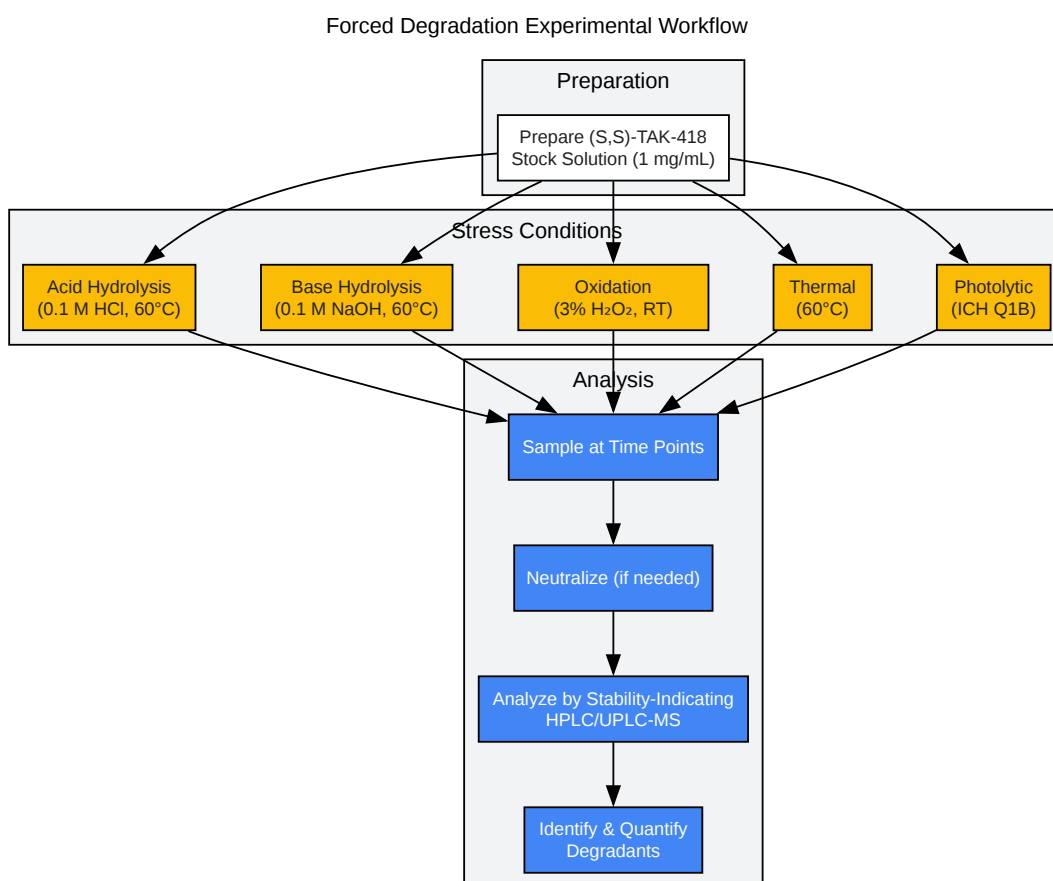 Forced Degradation Experimental Workflow
Preparation
Prepare (S,S)-TAK-418
Stock Solution (1 mg/mL)
Stress Conditions
Acid Hydrolysis
(0.1 M HCl, 60°C)
Base Hydrolysis
(0.1 M NaOH, 60°C)
Oxidation
(3% H₂O₂, RT)
Thermal
(60°C)
Photolytic
(ICH Q1B)
Analysis
Sample at Time Points
Neutralize (if needed)
Analyze by Stability-Indicating
HPLC/UPLC-MS
Identify & Quantify
Degradants